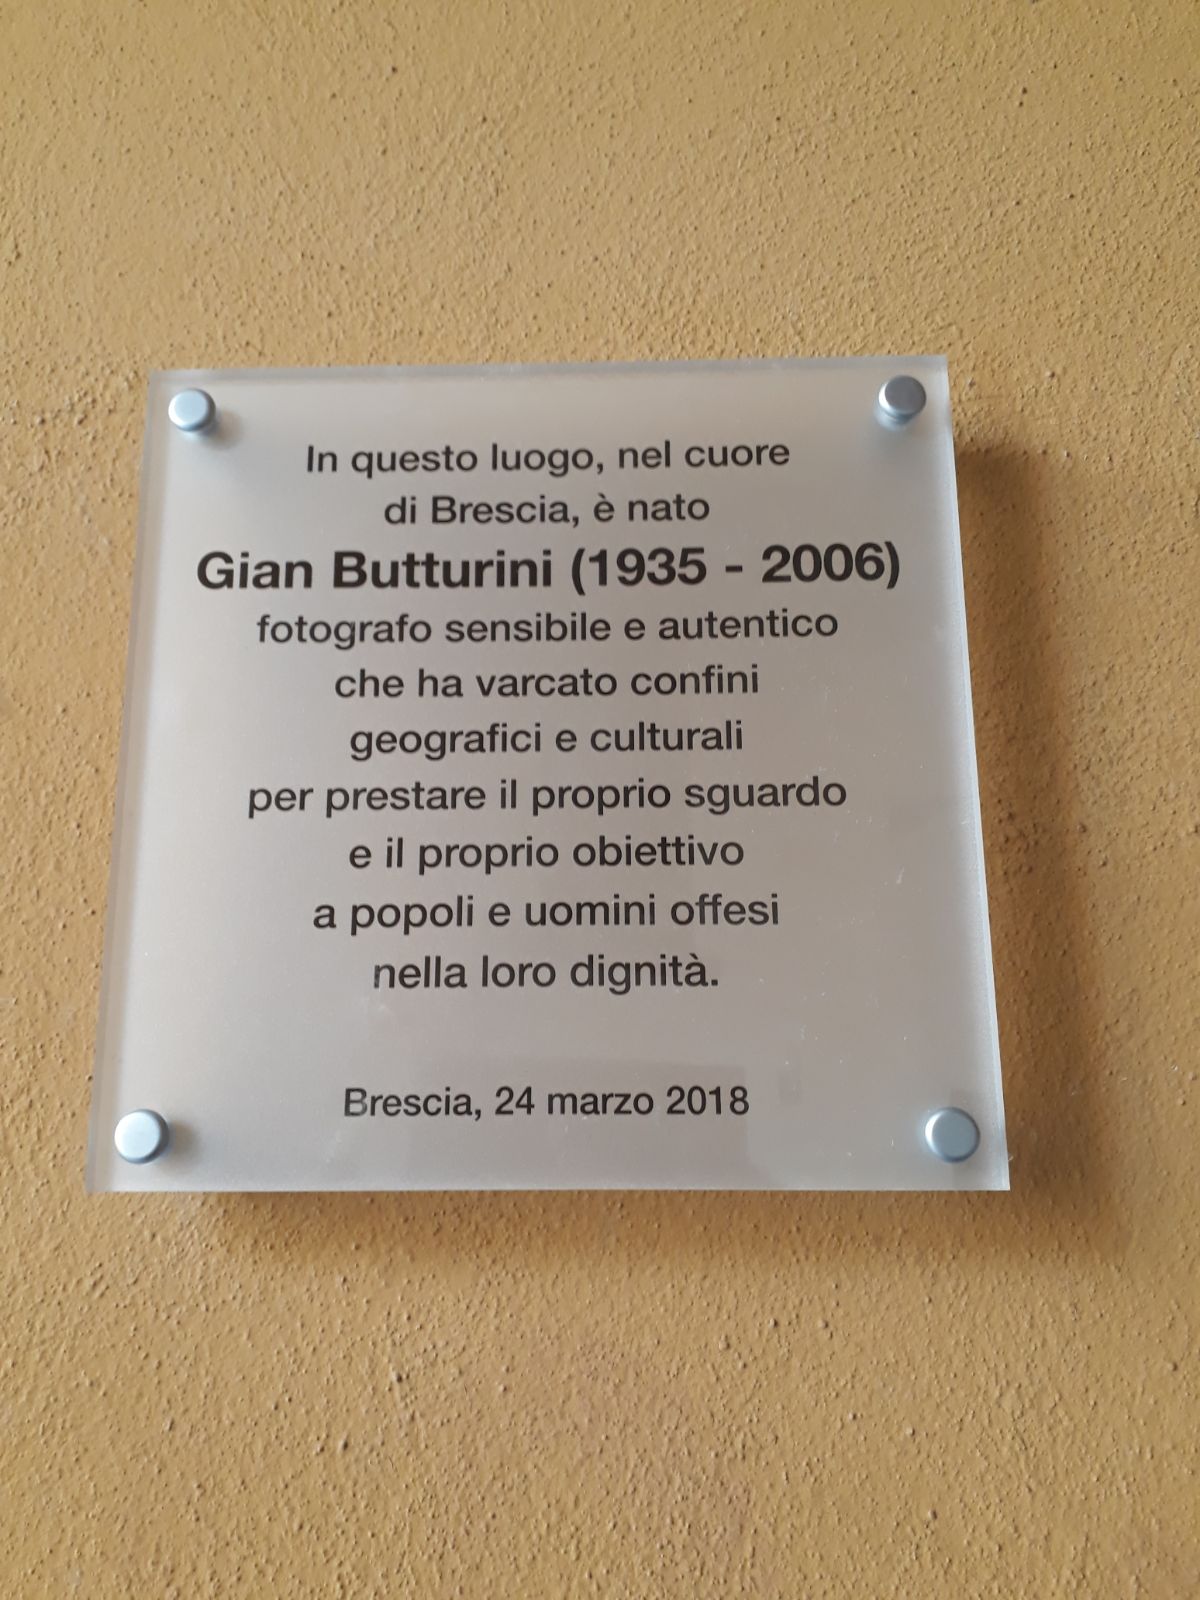 In questo luogo, nel cuore
di Brescia, è nato
Gian Butturini (1935 - 2006)
fotografo sensibile e autentico
che ha varcato confini
geografici e culturali
per prestare il proprio sguardo
e il proprio obiettivo
a popoli e uomini offesi
nella loro dignità.
Brescia, 24 marzo 2018